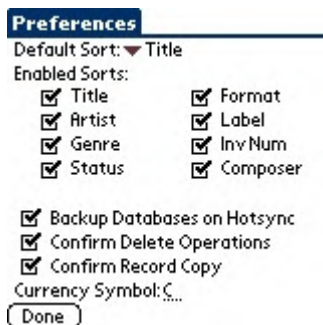 Preferences
Default Sort: Title
Enabled Sorts:
Title Format
Artist Label
Genre Inv Num
Status Composer
Backup Databases on Hotsync
Confirm Delete Operations
Confirm Record Copy
Currency Symbol: C
Done